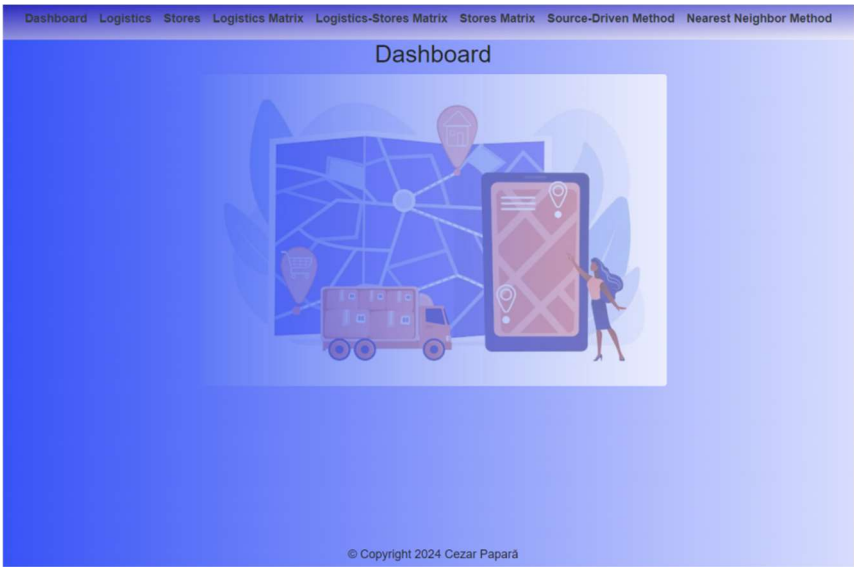 Dashboard Logistics Stores Logistics Matrix Logistics-Stores Matrix Stores Matrix Source-Driven Method Nearest Neighbor Method
Dashboard
© Copyright 2024 Cezar Papară